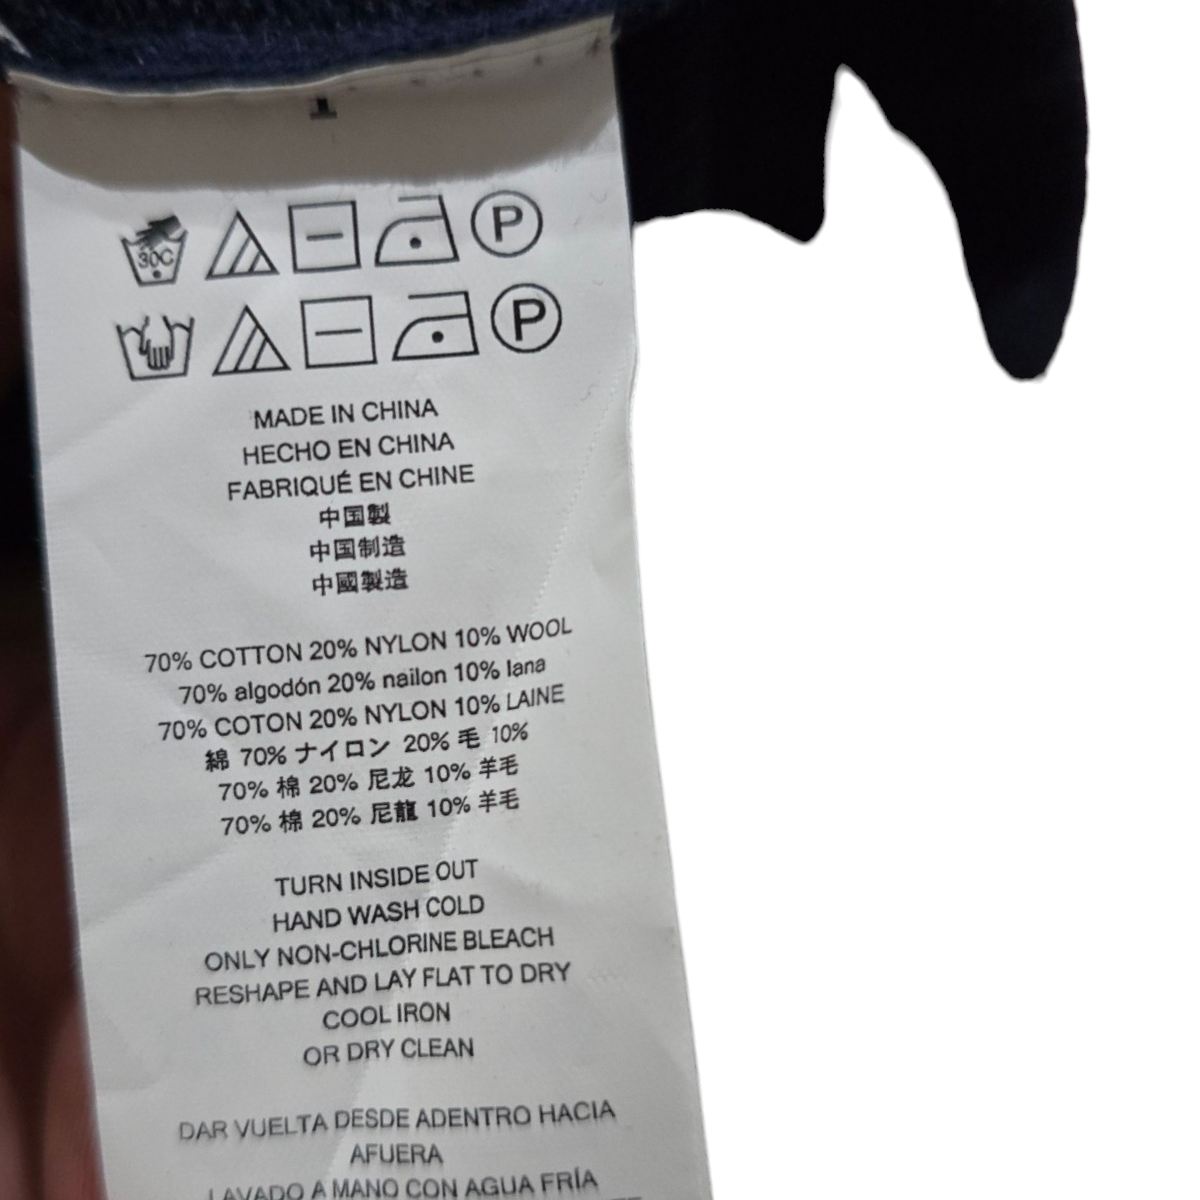 30C
P
P
MADE IN CHINA
HECHO EN CHINA
FABRIQUÉ EN CHINE
中国製
中国制造
中國製造
70% COTTON 20% NYLON 10% WOOL
70% algodón 20% nailon 10% lana
70% COTON 20% NYLON 10% LAINE
綿 70% ナイロン 20% 毛 10%
70% 棉 20% 尼龙 10% 羊毛
70% 棉 20% 尼龍 10% 羊毛
TURN INSIDE OUT
HAND WASH COLD
ONLY NON-CHLORINE BLEACH
RESHAPE AND LAY FLAT TO DRY
COOL IRON
OR DRY CLEAN
DAR VUELTA DESDE ADENTRO HACIA
AFUERA
LAVADO A MANO CON AGUA FRÍA